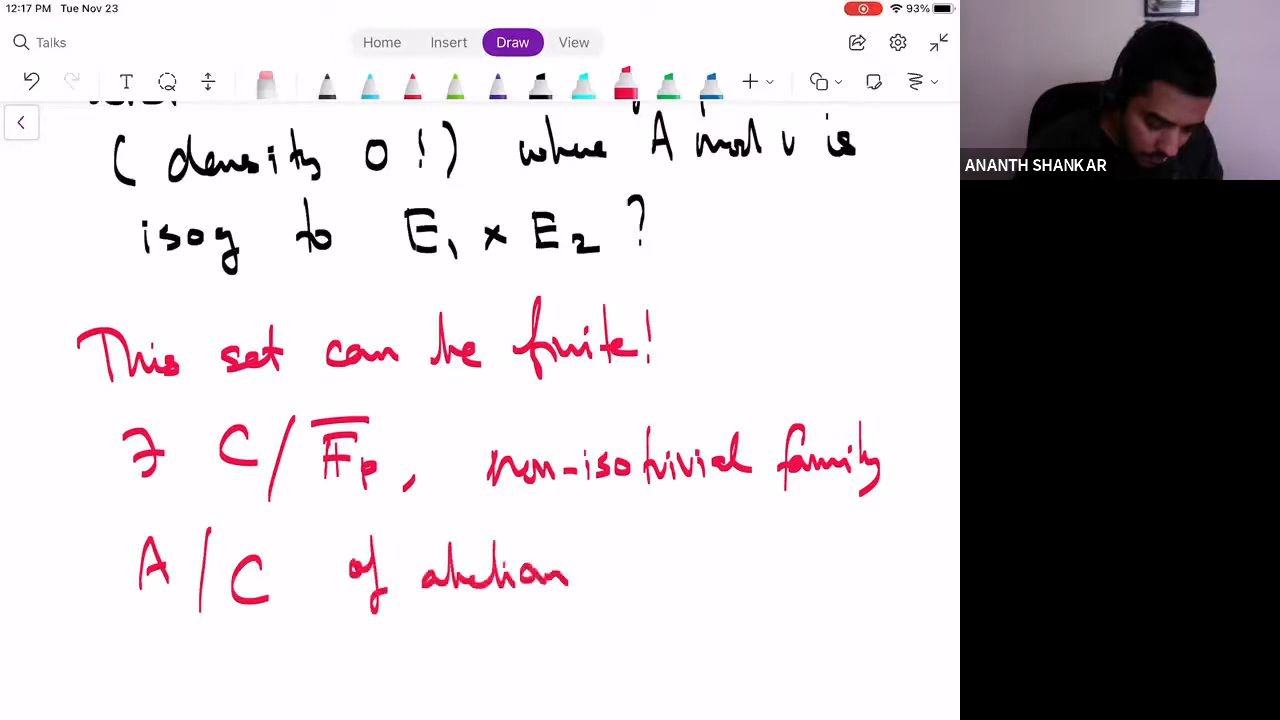 12:17 PM Tue Nov 23
93%
Talks
Home Insert Draw View
T
(density 0!) where A mod v is
isog to E₁ × E₂ ?
This set can be finite!
∃ C/F̅ₚ, non-isotrivial family
A/C of abelian
ANANTH SHANKAR